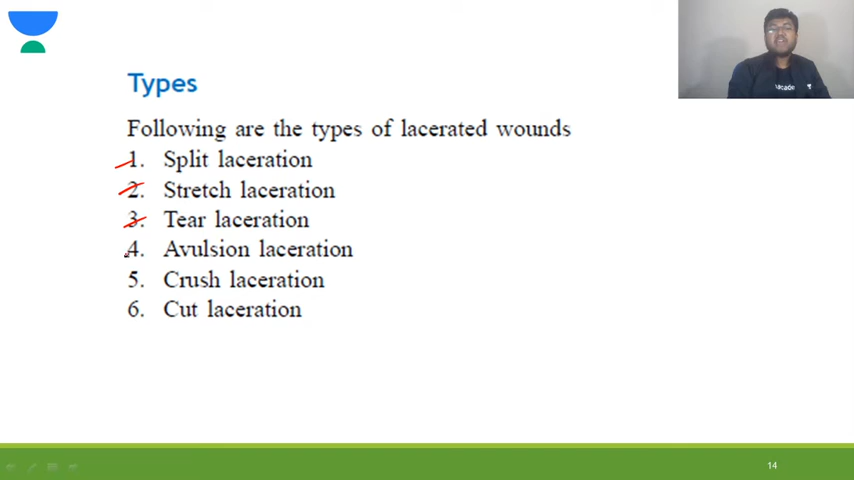 Types
Following are the types of lacerated wounds
1. Split laceration
2. Stretch laceration
3. Tear laceration
4. Avulsion laceration
5. Crush laceration
6. Cut laceration
14